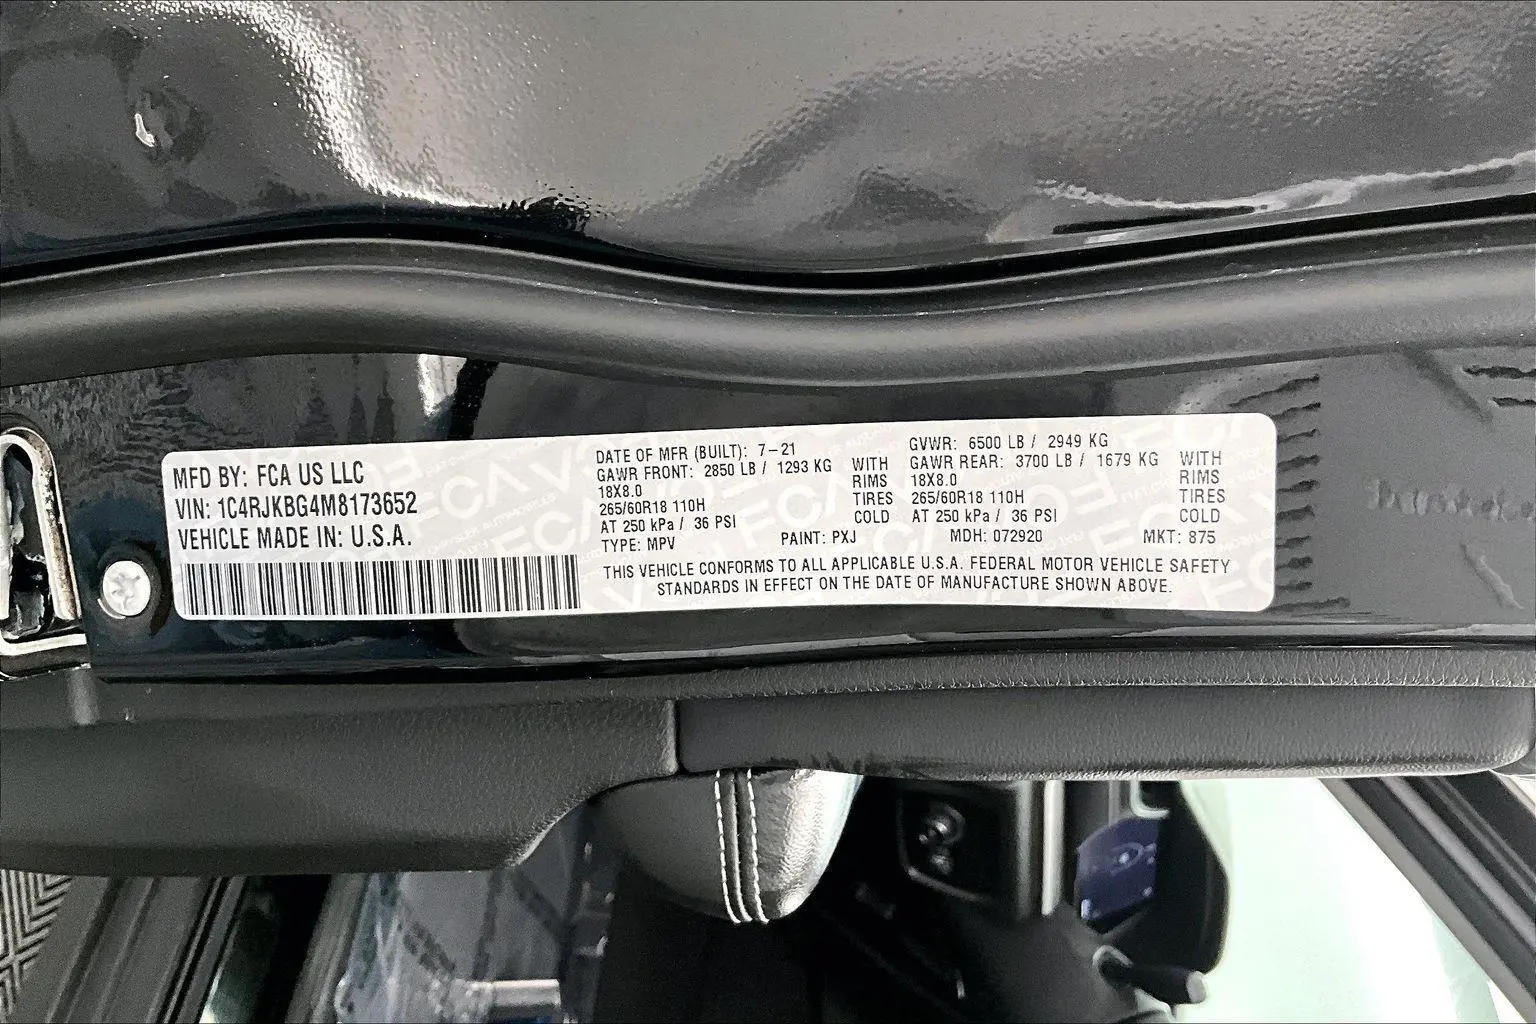 MFD BY: FCA US LLC
VIN: 1C4RJKBG4M8173652
VEHICLE MADE IN: U.S.A.
DATE OF MFR (BUILT): 7-21
GAWR FRONT: 2850 LB / 1293 KG WITH
18X8.0 RIMS
265/60R18 110H TIRES
AT 250 kPa / 36 PSI COLD
GVWR: 6500 LB / 2949 KG
GAWR REAR: 3700 LB / 1679 KG WITH
18X8.0 RIMS
265/60R18 110H TIRES
AT 250 kPa / 36 PSI COLD
TYPE: MPV PAINT: PXJ MDH: 072920 MKT: 875
THIS VEHICLE CONFORMS TO ALL APPLICABLE U.S.A. FEDERAL MOTOR VEHICLE SAFETY
STANDARDS IN EFFECT ON THE DATE OF MANUFACTURE SHOWN ABOVE.